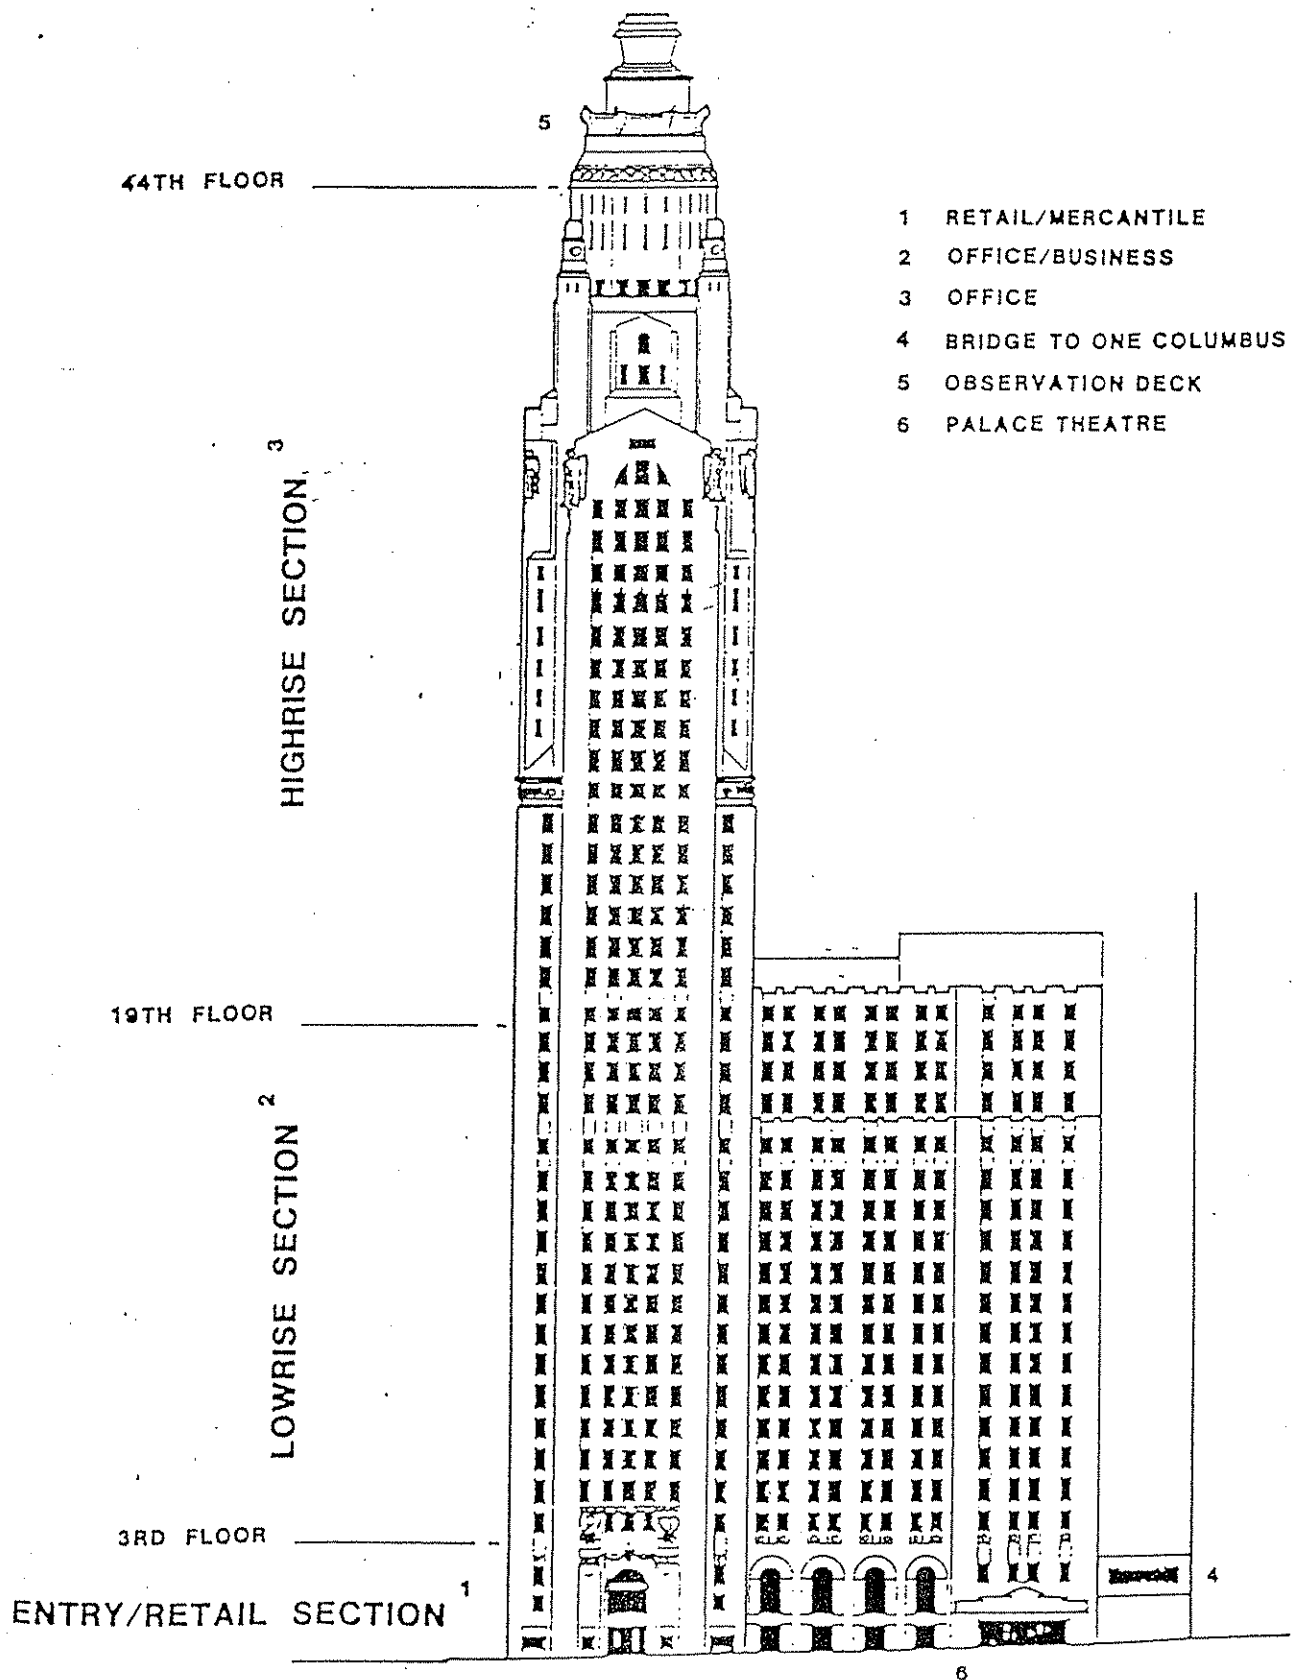 5
44TH FLOOR
1 RETAIL/MERCANTILE
2 OFFICE/BUSINESS
3 OFFICE
4 BRIDGE TO ONE COLUMBUS
5 OBSERVATION DECK
6 PALACE THEATRE
HIGHRISE SECTION 3
19TH FLOOR
LOWRISE SECTION 2
3RD FLOOR
ENTRY/RETAIL SECTION 1
4
6